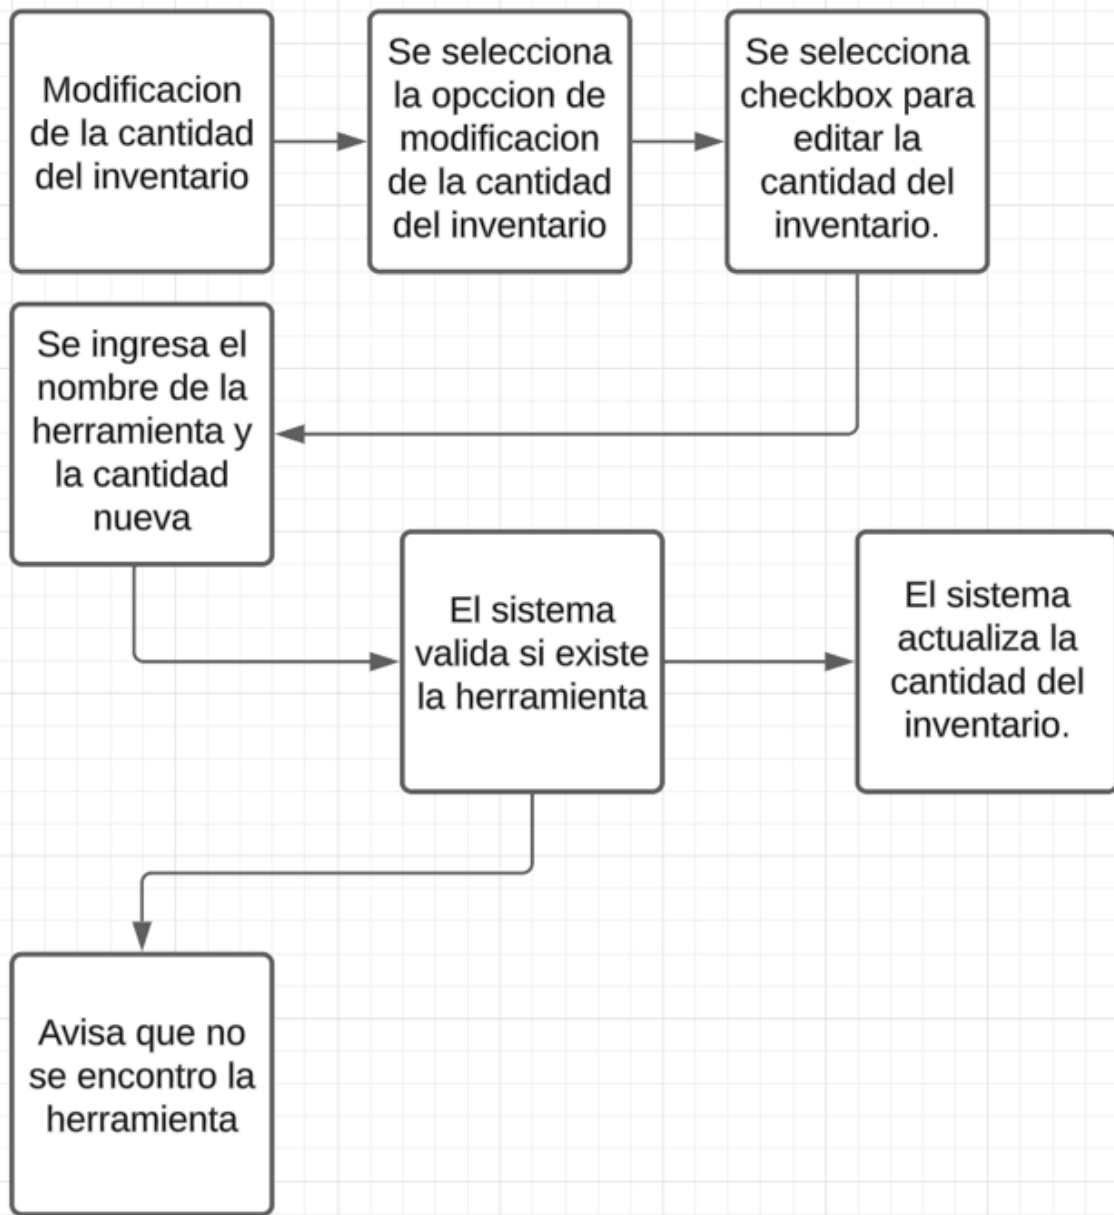 Modificacion
de la cantidad
del inventario
Se selecciona
la opccion de
modificacion
de la cantidad
del inventario
Se selecciona
checkbox para
editar la
cantidad del
inventario.
Se ingresa el
nombre de la
herramienta y
la cantidad
nueva
El sistema
valida si existe
la herramienta
El sistema
actualiza la
cantidad del
inventario.
Avisa que no
se encontro la
herramienta